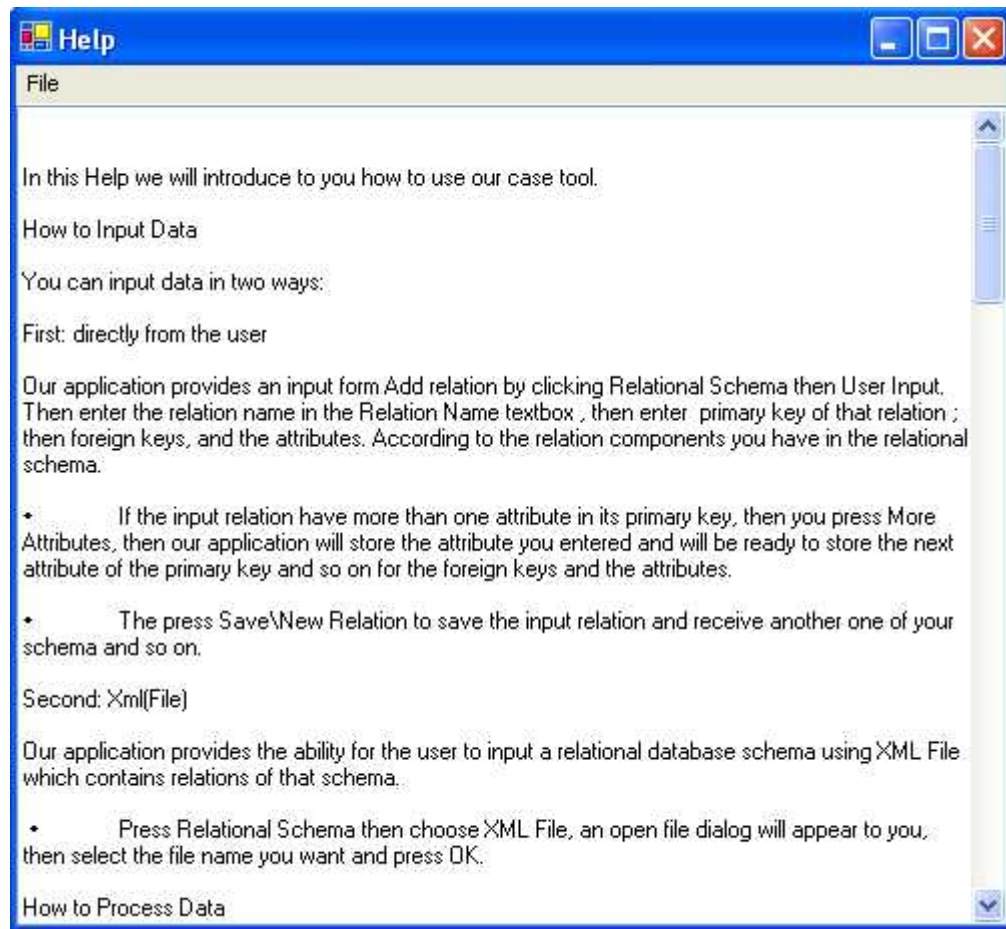 Help
File
In this Help we will introduce to you how to use our case tool.
How to Input Data
You can input data in two ways:
First: directly from the user
Our application provides an input form Add relation by clicking Relational Schema then User Input.
Then enter the relation name in the Relation Name textbox , then enter  primary key of that relation ;
then foreign keys, and the attributes. According to the relation components you have in the relational
schema.
•	If the input relation have more than one attribute in its primary key, then you press More
Attributes, then our application will store the attribute you entered and will be ready to store the next
attribute of the primary key and so on for the foreign keys and the attributes.
•	The press Save\New Relation to save the input relation and receive another one of your
schema and so on.
Second: Xml(File)
Our application provides the ability for the user to input a relational database schema using XML File
which contains relations of that schema.
•	Press Relational Schema then choose XML File, an open file dialog will appear to you,
then select the file name you want and press OK.
How to Process Data